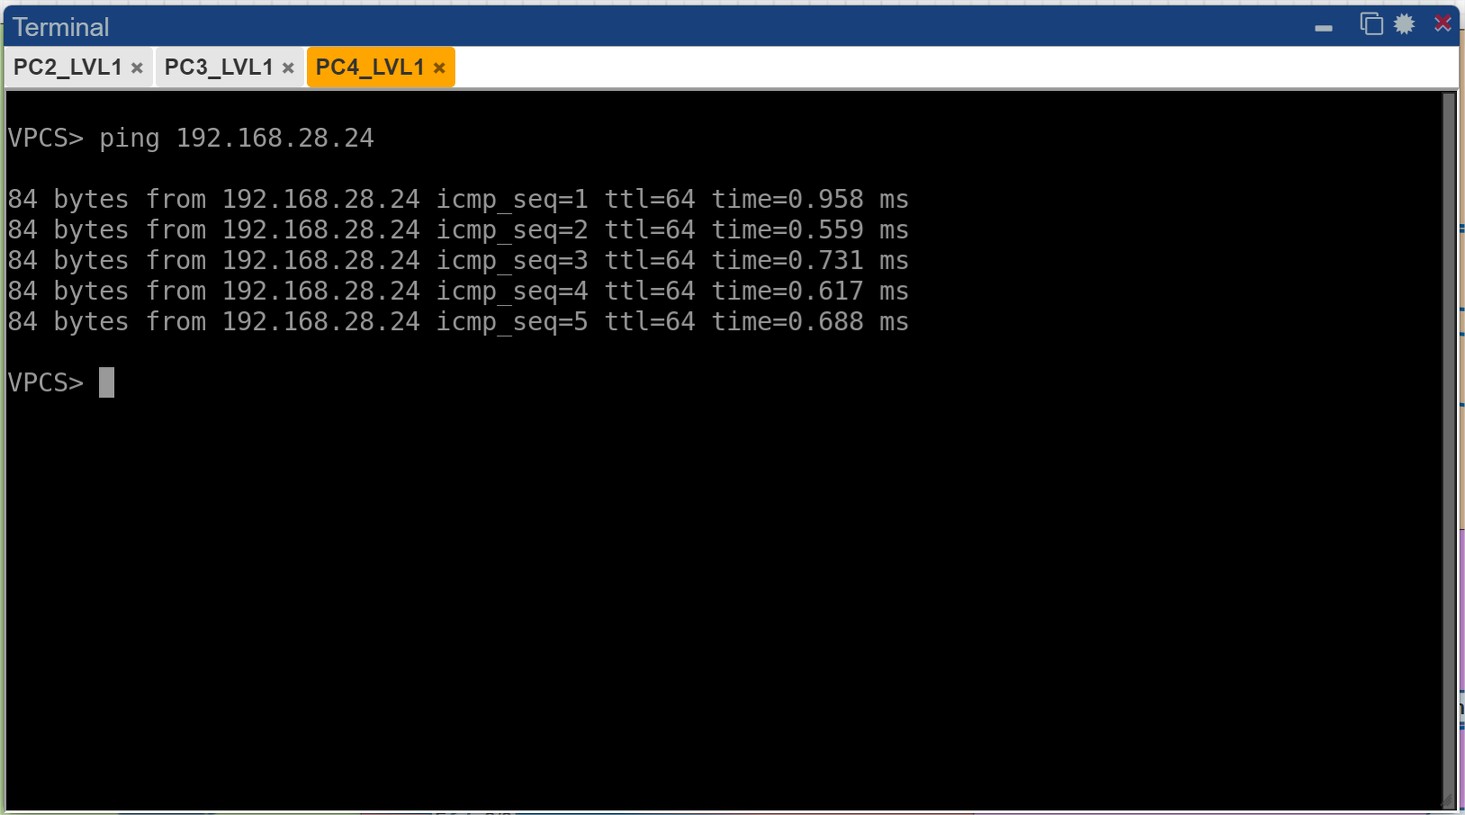 Terminal
PC2_LVL1 × PC3_LVL1 × PC4_LVL1 ×
VPCS> ping 192.168.28.24
84 bytes from 192.168.28.24 icmp_seq=1 ttl=64 time=0.958 ms
84 bytes from 192.168.28.24 icmp_seq=2 ttl=64 time=0.559 ms
84 bytes from 192.168.28.24 icmp_seq=3 ttl=64 time=0.731 ms
84 bytes from 192.168.28.24 icmp_seq=4 ttl=64 time=0.617 ms
84 bytes from 192.168.28.24 icmp_seq=5 ttl=64 time=0.688 ms
VPCS>